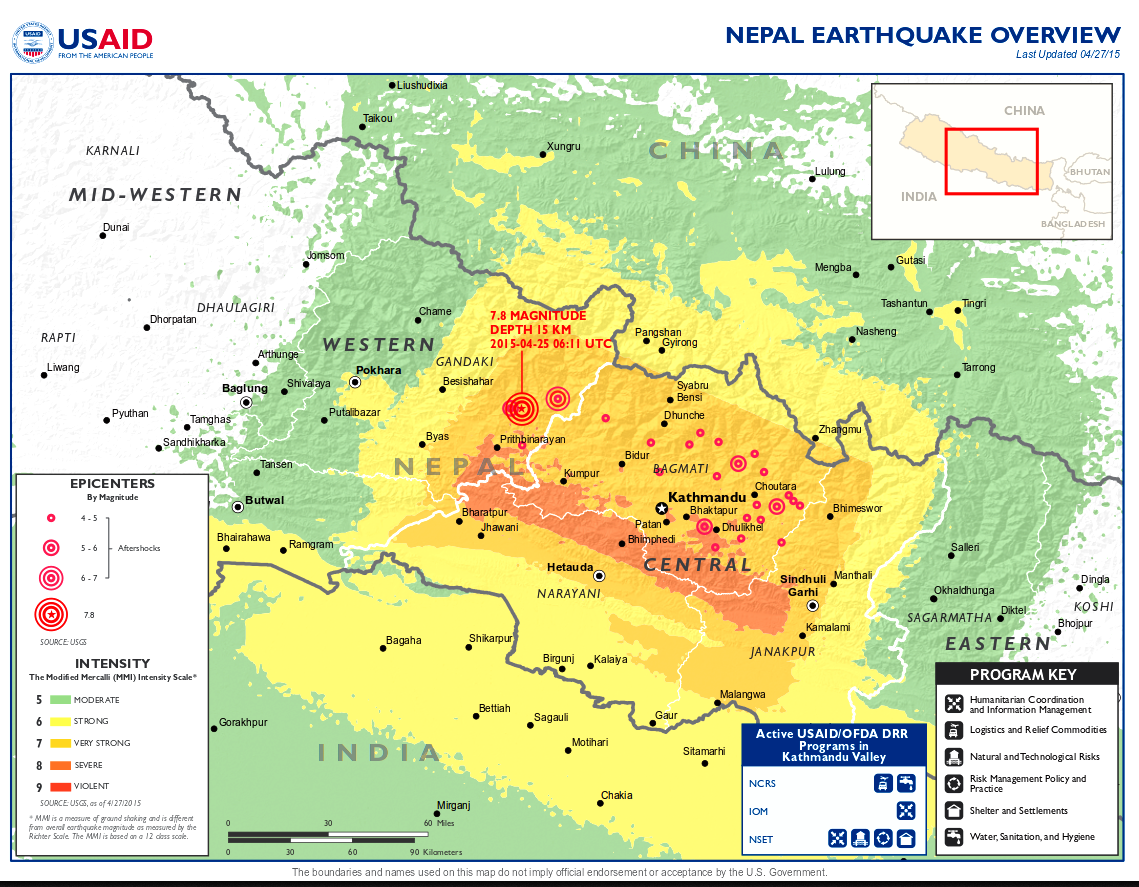 USAID
FROM THE AMERICAN PEOPLE
NEPAL EARTHQUAKE OVERVIEW
Last Updated 04/27/15
Liushudixia
Taikou
Xungru
CHINA
Lulung
CHINA
BHUTAN
INDIA
BANGLADESH
KARNALI
MID-WESTERN
Dunai
Jomsom
Mengba
Gutasi
DHAULAGIRI
Tashantun
Tingri
Dhorpatan
Chame
7.8 MAGNITUDE
DEPTH 15 KM
2015-04-25 06:11 UTC
RAPTI
WESTERN
Pangshan
Gyirong
Nasheng
Arthunge
GANDAKI
Liwang
Pokhara
Tarrong
Baglung
Shivalaya
Besishahar
Syabru
Bensi
Pyuthan
Tamghas
Putalibazar
Dhunche
Sandhikharka
Byas
Prithbinarayan
Zhangmu
Tansen
NEPAL
Bidur
BAGMATI
Kumpur
Choutara
Butwal
Kathmandu
Bharatpur
Bhaktapur
Bhimeswor
Jhawani
Patan
Dhulikhel
Bhairahawa
Ramgram
Bhimphedi
Salleri
Hetauda
CENTRAL
NARAYANI
Sindhuli
Garhi
Manthali
Dingla
Okhaldhunga
KOSHI
SAGARMATHA
Diktel
Bhojpur
Kamalami
EASTERN
JANAKPUR
Bagaha
Shikarpur
Birgunj
Kalaiya
Malangwa
Bettiah
Sagauli
Gaur
Gorakhpur
Motihari
Sitamarhi
INDIA
Chakia
Mirganj
0 30 60 Miles
0 30 60 90 Kilometers
EPICENTERS
By Magnitude
4 - 5
5 - 6 Aftershocks
6 - 7
7.8
SOURCE: USGS
INTENSITY
The Modified Mercalli (MMI) Intensity Scale*
5 MODERATE
6 STRONG
7 VERY STRONG
8 SEVERE
9 VIOLENT
SOURCE: USGS, as of 4/27/2015
* MMI is a measure of ground shaking and is different
from overall earthquake magnitude as measured by the
Richter Scale. The MMI is based on a 12 class scale.
Active USAID/OFDA DRR
Programs in
Kathmandu Valley
NCRS
IOM
NSET
PROGRAM KEY
Humanitarian Coordination
and Information Management
Logistics and Relief Commodities
Natural and Technological Risks
Risk Management Policy and
Practice
Shelter and Settlements
Water, Sanitation, and Hygiene
The boundaries and names used on this map do not imply official endorsement or acceptance by the U.S. Government.